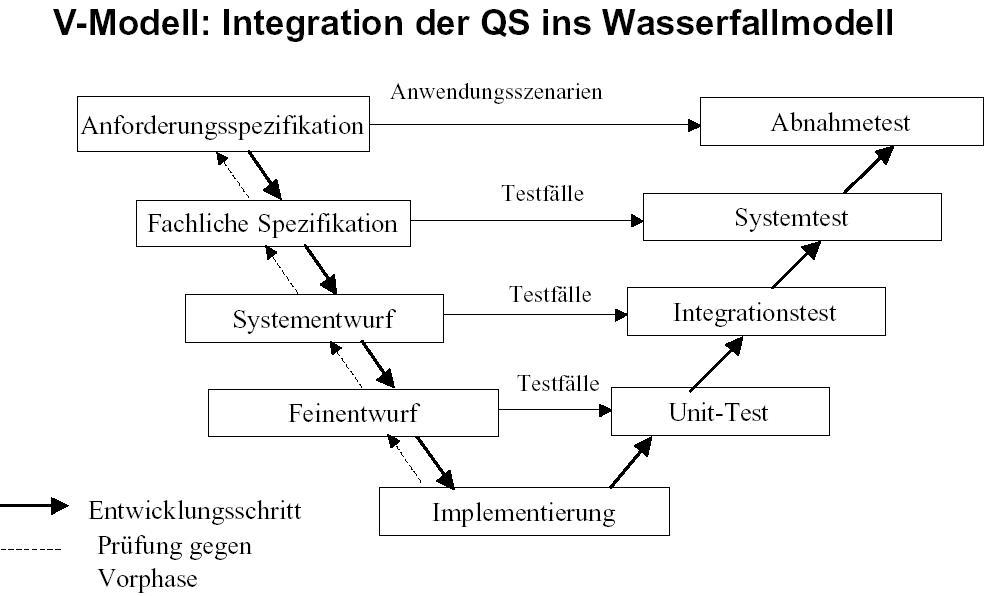 V-Modell: Integration der QS ins Wasserfallmodell
Anwendungsszenarien
Anforderungsspezifikation
Abnahmetest
Testfälle
Fachliche Spezifikation
Systemtest
Testfälle
Systementwurf
Integrationstest
Testfälle
Feinentwurf
Unit-Test
Implementierung
Entwicklungsschritt
Prüfung gegen
Vorphase